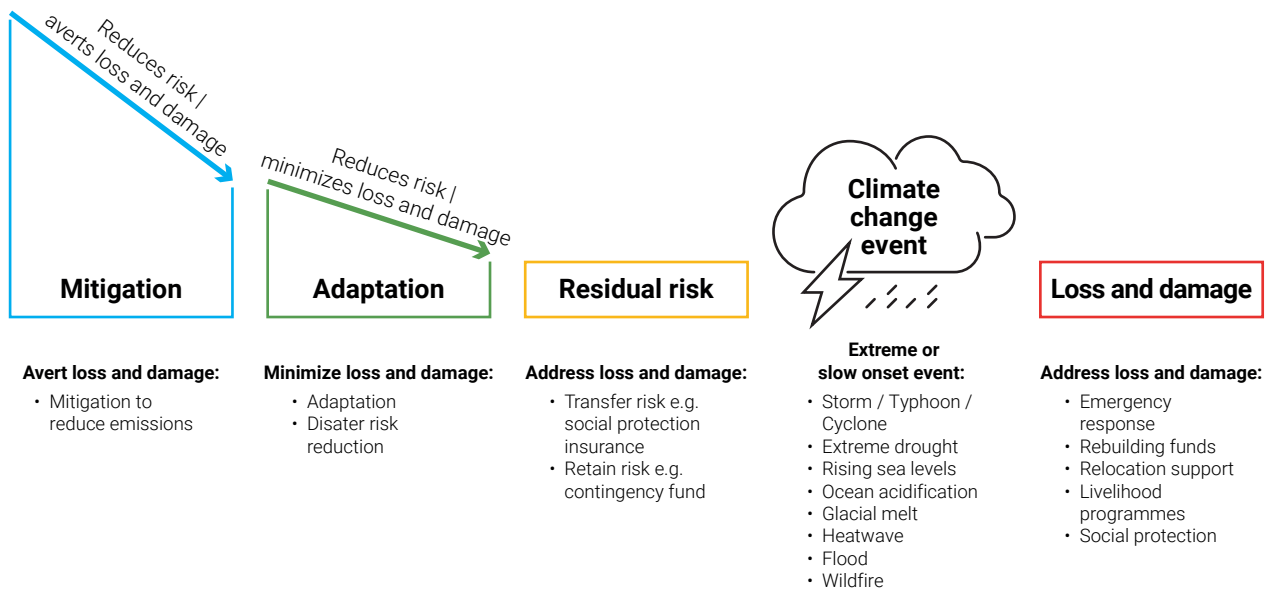 Reduces risk |
averts loss and damage
Reduces risk |
minimizes loss and damage
Mitigation
Adaptation
Residual risk
Climate
change
event
Loss and damage
Avert loss and damage:
• Mitigation to
reduce emissions
Minimize loss and damage:
• Adaptation
• Disater risk
reduction
Address loss and damage:
• Transfer risk e.g.
social protection
insurance
• Retain risk e.g.
contingency fund
Extreme or
slow onset event:
• Storm / Typhoon /
Cyclone
• Extreme drought
• Rising sea levels
• Ocean acidification
• Glacial melt
• Heatwave
• Flood
• Wildfire
Address loss and damage:
• Emergency
response
• Rebuilding funds
• Relocation support
• Livelihood
programmes
• Social protection